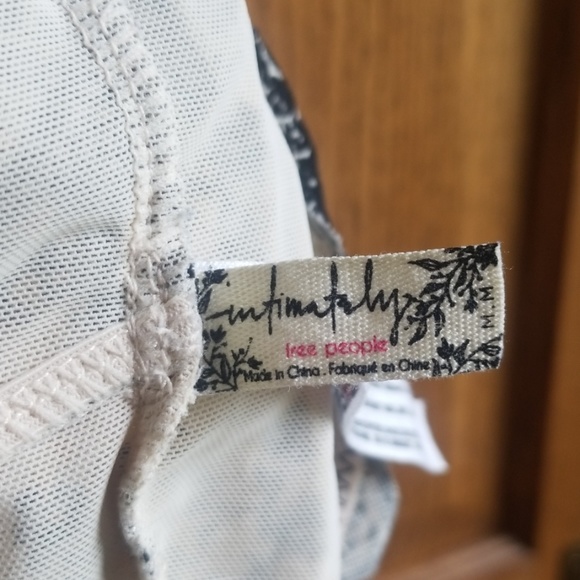 intimately
free people
Made in China . Fabriqué en Chine
M M